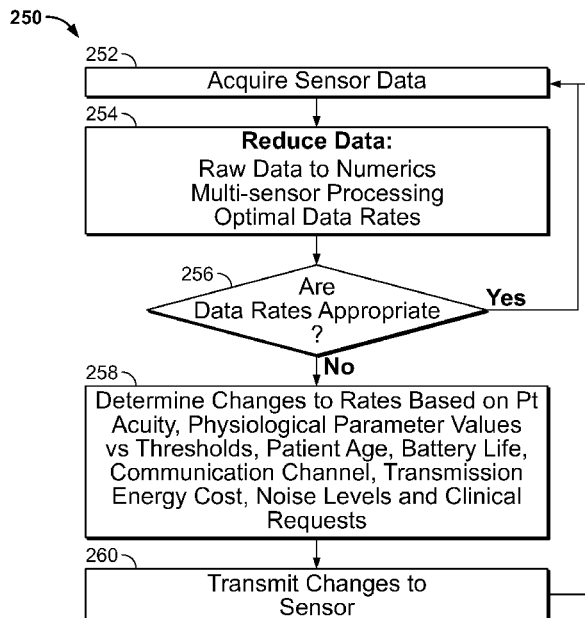 250
252
Acquire Sensor Data
254
Reduce Data:
Raw Data to Numerics
Multi-sensor Processing
Optimal Data Rates
256
Are
Data Rates Appropriate
?
Yes
No
258
Determine Changes to Rates Based on Pt
Acuity, Physiological Parameter Values
vs Thresholds, Patient Age, Battery Life,
Communication Channel, Transmission
Energy Cost, Noise Levels and Clinical
Requests
260
Transmit Changes to
Sensor